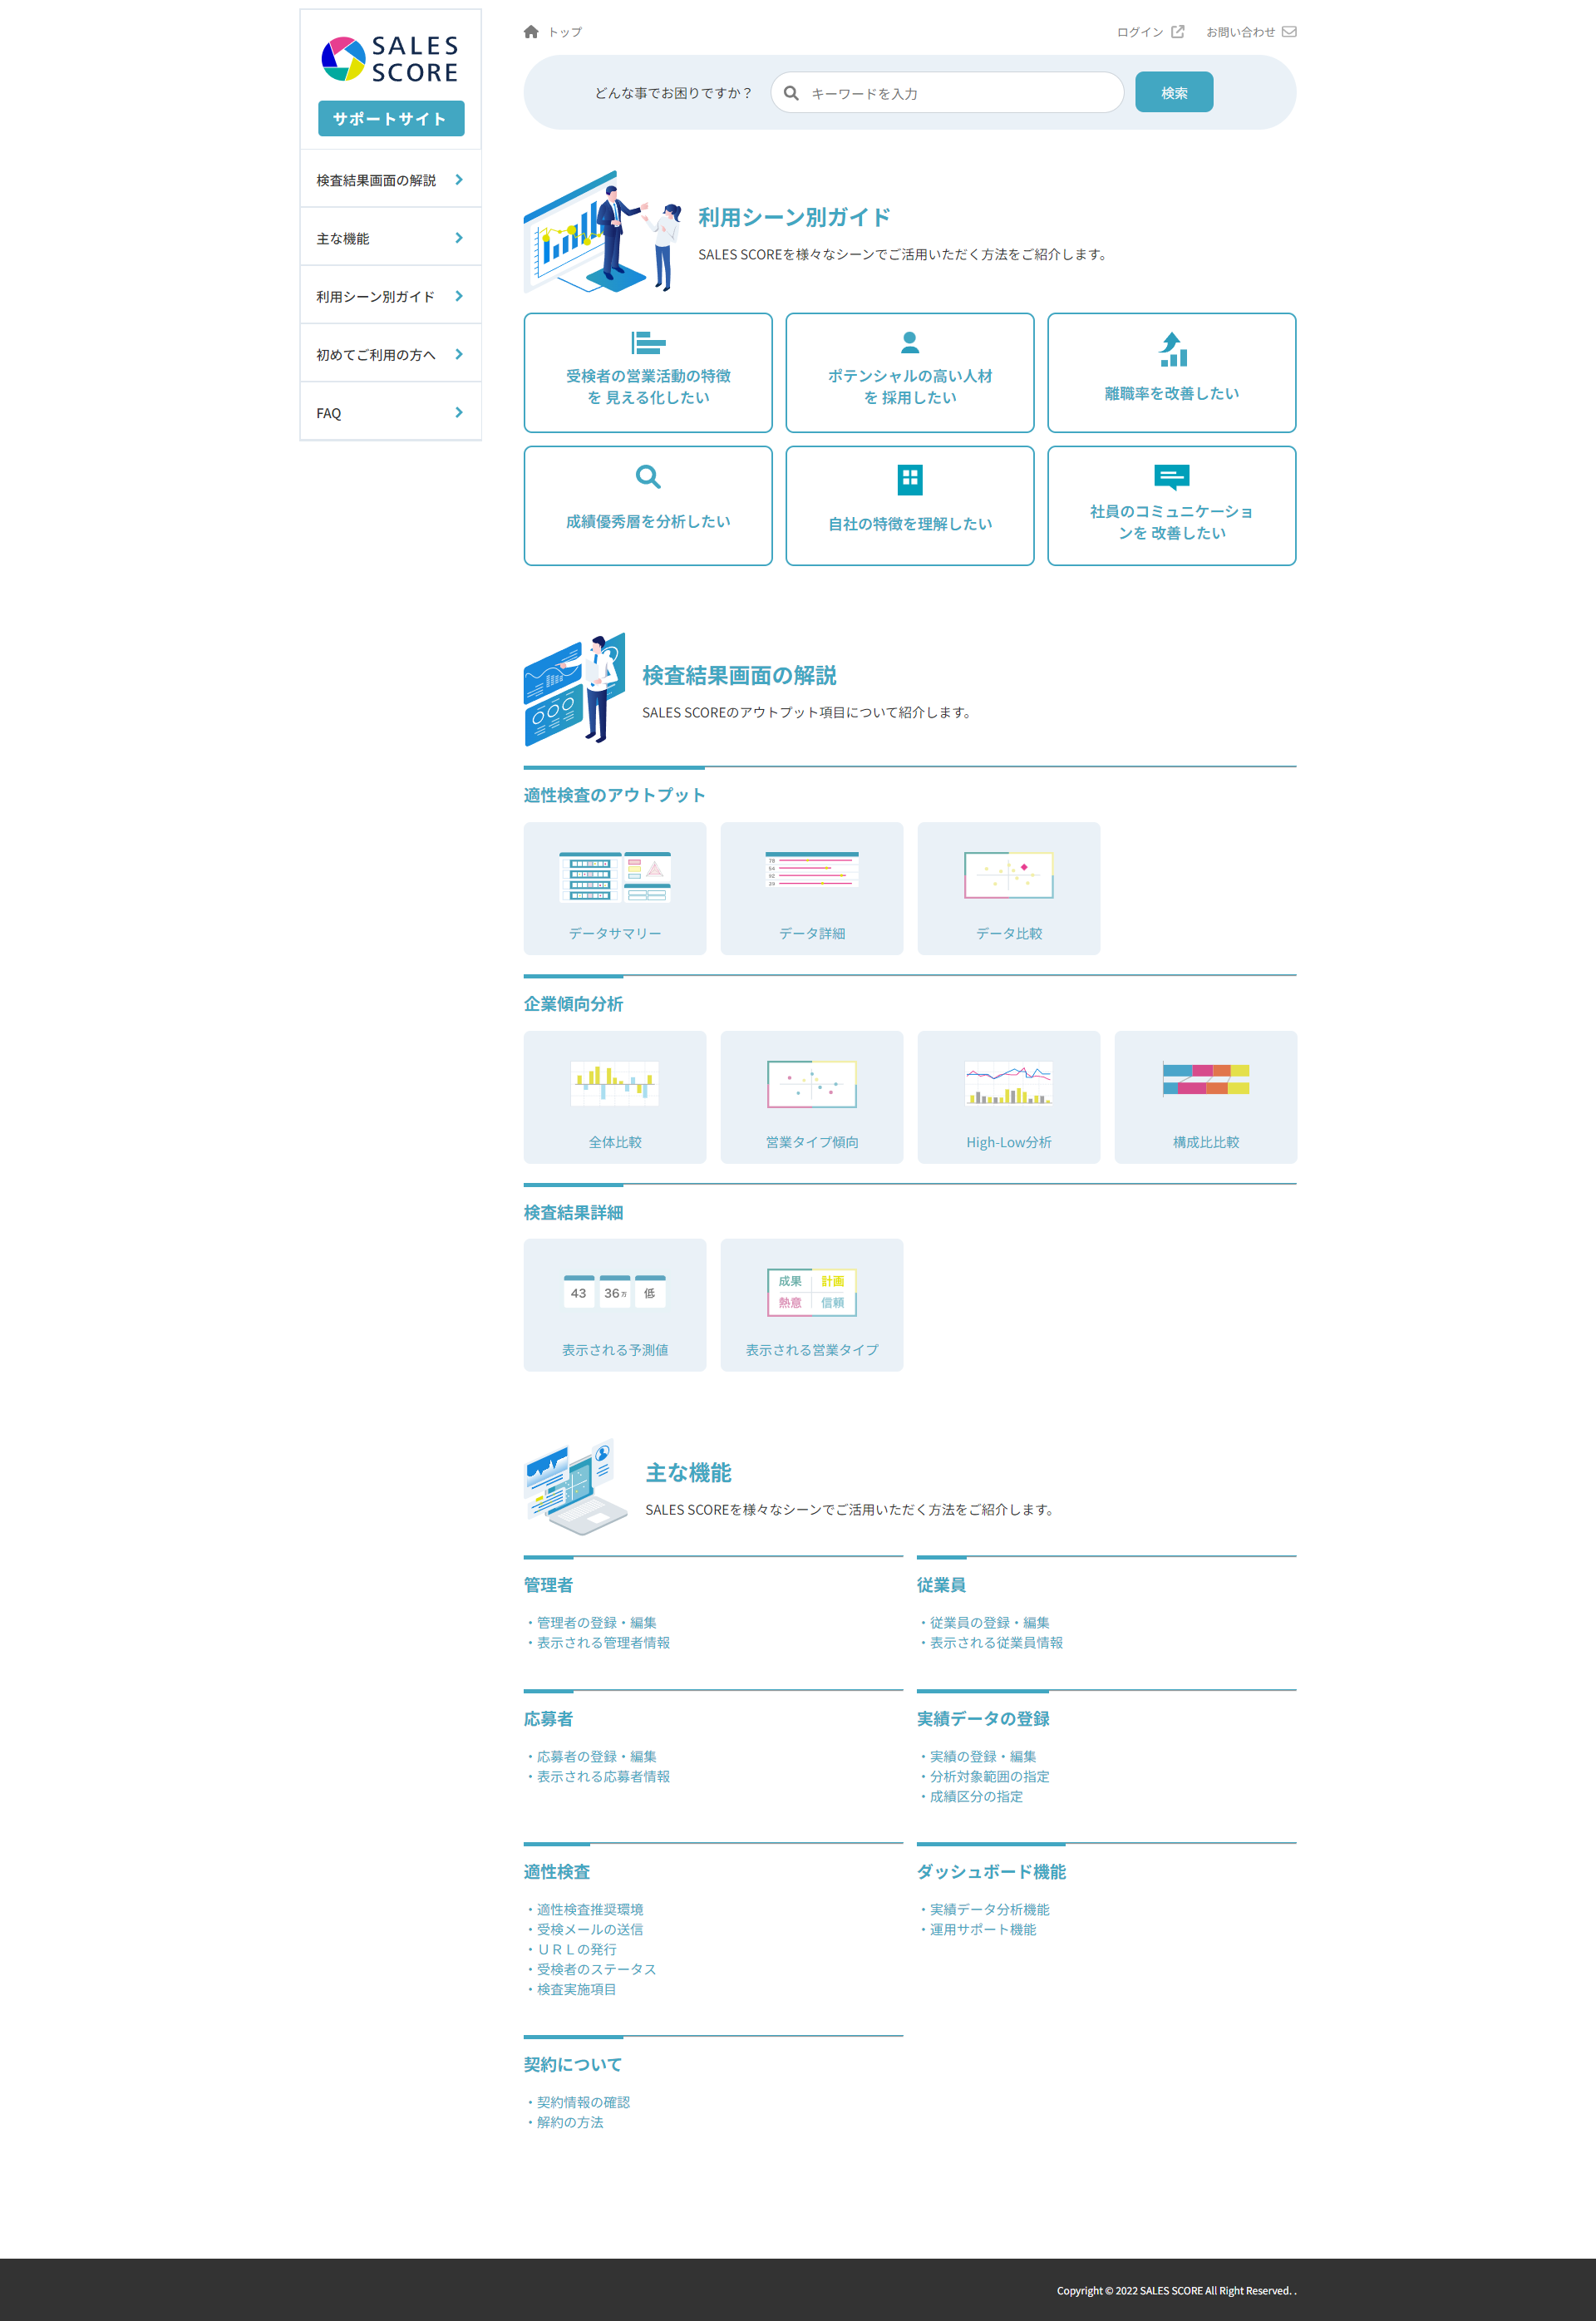 SALES
SCORE
サポートサイト
検査結果画面の解説
主な機能
利用シーン別ガイド
初めてご利用の方へ
FAQ
トップ
ログイン
お問い合わせ
どんな事でお困りですか？
キーワードを入力
検索
利用シーン別ガイド
SALES SCOREを様々なシーンでご活用いただく方法をご紹介します。
受検者の営業活動の特徴
を 見える化したい
ポテンシャルの高い人材
を 採用したい
離職率を改善したい
成績優秀層を分析したい
自社の特徴を理解したい
社員のコミュニケーショ
ンを 改善したい
検査結果画面の解説
SALES SCOREのアウトプット項目について紹介します。
適性検査のアウトプット
データサマリー
データ詳細
データ比較
企業傾向分析
全体比較
営業タイプ傾向
High-Low分析
構成比比較
検査結果詳細
43
36万
低
表示される予測値
成果
計画
熱意
信頼
表示される営業タイプ
主な機能
SALES SCOREを様々なシーンでご活用いただく方法をご紹介します。
管理者
・管理者の登録・編集
・表示される管理者情報
従業員
・従業員の登録・編集
・表示される従業員情報
応募者
・応募者の登録・編集
・表示される応募者情報
実績データの登録
・実績の登録・編集
・分析対象範囲の指定
・成績区分の指定
適性検査
・適性検査推奨環境
・受検メールの送信
・ＵＲＬの発行
・受検者のステータス
・検査実施項目
ダッシュボード機能
・実績データ分析機能
・運用サポート機能
契約について
・契約情報の確認
・解約の方法
Copyright © 2022 SALES SCORE All Right Reserved. .